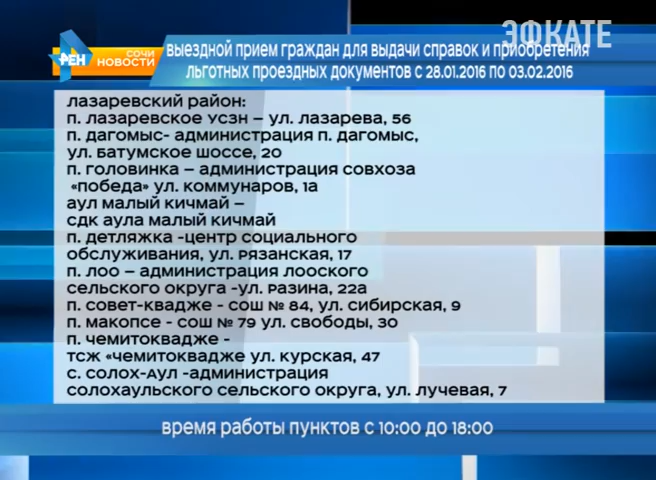 ЭФКАТЕ
РЕН
СОЧИ
НОВОСТИ
выездной прием граждан для выдачи справок и приобретения
льготных проездных документов с 28.01.2016 по 03.02.2016
лазаревский район:
п. лазаревское УСЗН – ул. лазарева, 56
п. дагомыс- администрация п. дагомыс,
ул. Батумское шоссе, 20
п. головинка – администрация совхоза
«победа» ул. коммунаров, 1а
аул малый кичмай –
сдк аула малый кичмай
п. детляжка -центр социального
обслуживания, ул. рязанская, 17
п. лоо – администрация лооского
сельского округа -ул. разина, 22а
п. совет-квадже - сош № 84, ул. сибирская, 9
п. макопсе - сош № 79 ул. свободы, 30
п. чемитоквадже -
тсж «чемитоквадже ул. курская, 47
с. солох-Аул -администрация
солохаульского сельского округа, ул. лучевая, 7
время работы пунктов с 10:00 до 18:00